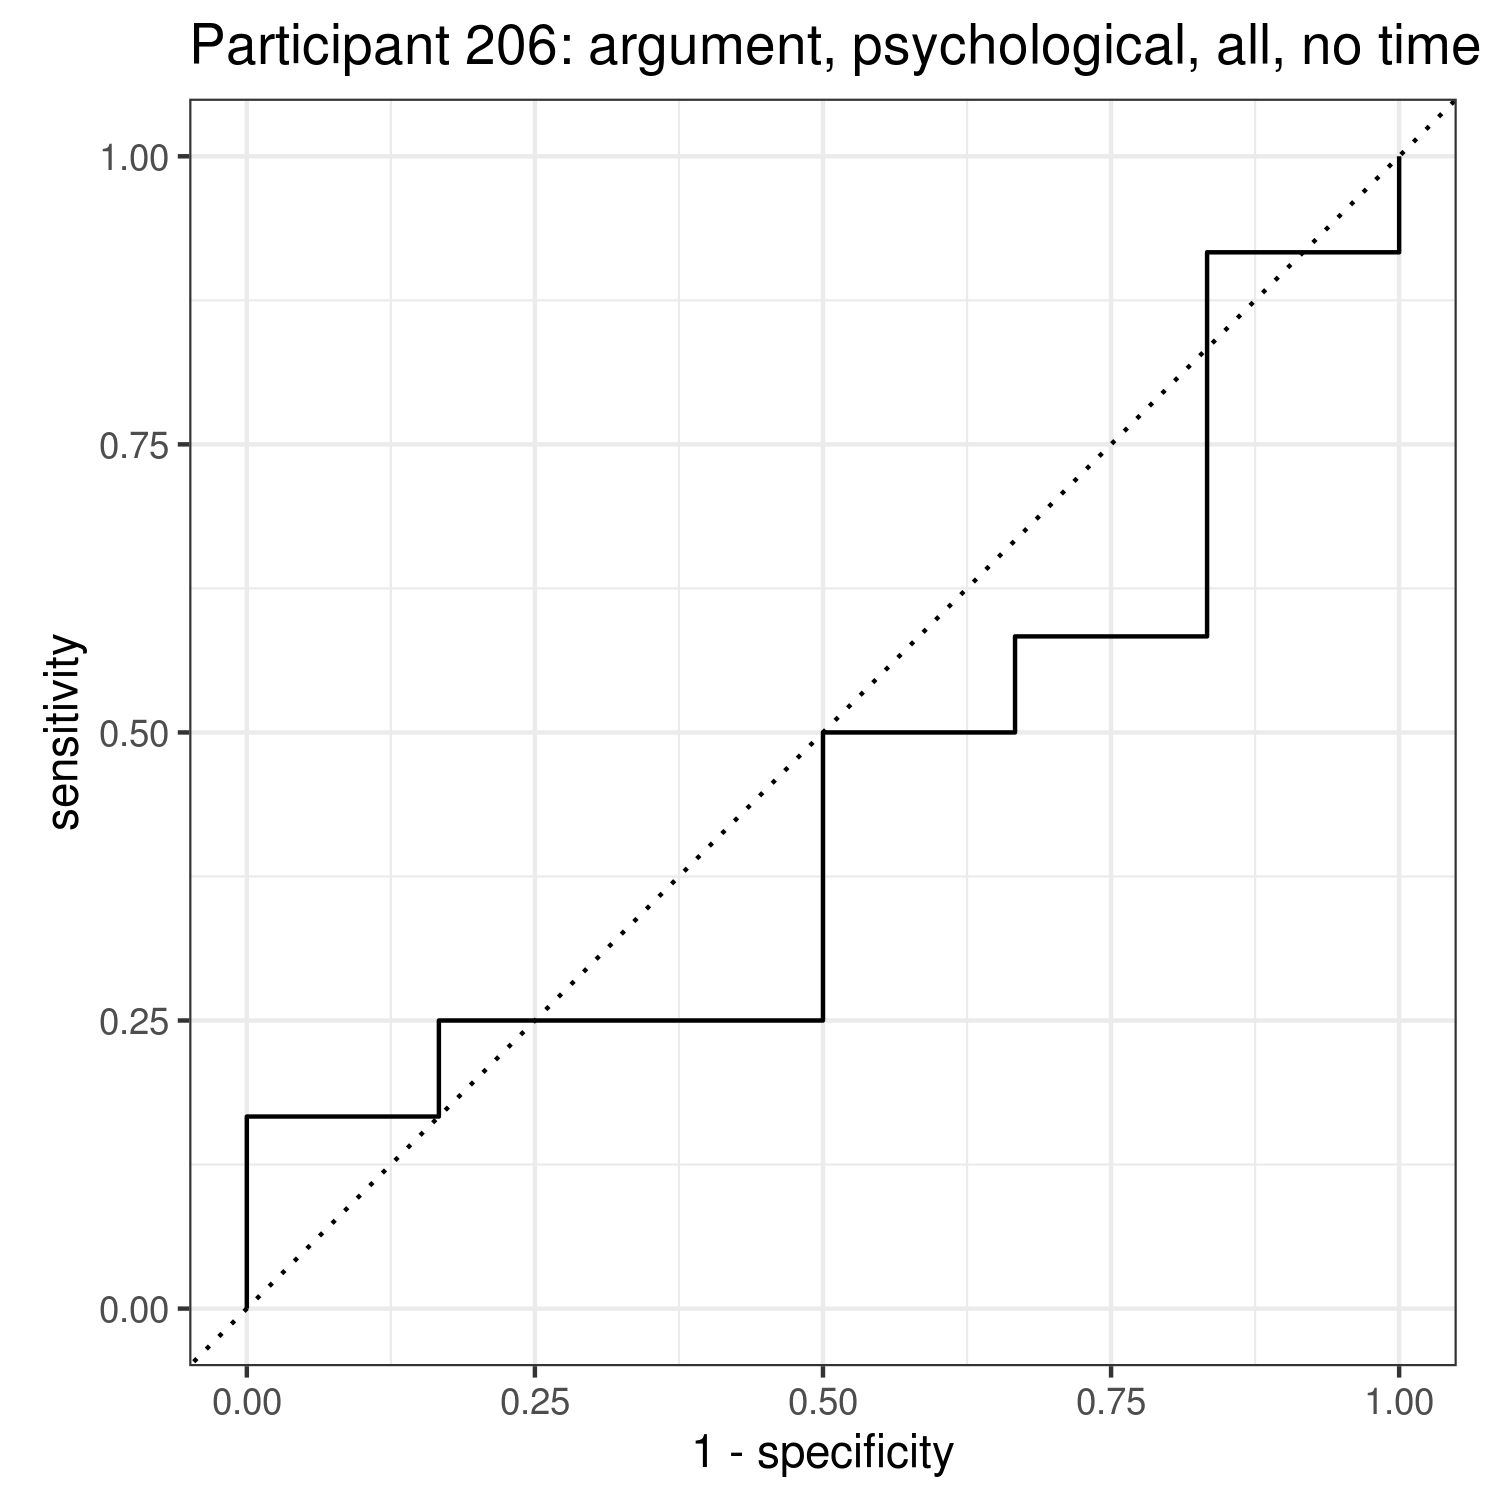 Participant 206: argument, psychological, all, no time
1.00
0.75
0.50
0.25
0.00
sensitivity
0.00 0.25 0.50 0.75 1.00
1 - specificity